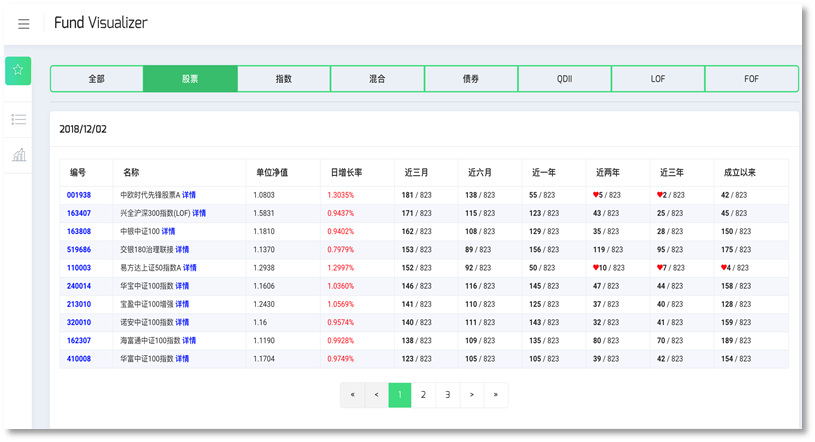 Fund Visualizer
全部 股票 指数 混合 债券 QDII LOF FOF
2018/12/02
编号 名称 单位净值 日增长率 近三月 近六月 近一年 近两年 近三年 成立以来
001938 中欧时代先锋股票A 详情 1.0803 1.3035% 181 / 823 138 / 823 55 / 823 ♥5 / 823 ♥2 / 823 42 / 823
163407 兴全沪深300指数(LOF) 详情 1.5831 0.9437% 171 / 823 115 / 823 123 / 823 43 / 823 25 / 823 45 / 823
163808 中银中证100 详情 1.1810 0.9402% 162 / 823 108 / 823 129 / 823 35 / 823 28 / 823 150 / 823
519686 交银180治理联接 详情 1.1370 0.7979% 153 / 823 89 / 823 156 / 823 119 / 823 95 / 823 175 / 823
110003 易方达上证50指数A 详情 1.2938 1.2997% 152 / 823 92 / 823 50 / 823 ♥10 / 823 ♥7 / 823 ♥4 / 823
240014 华宝中证100指数 详情 1.1606 1.0360% 146 / 823 116 / 823 145 / 823 47 / 823 44 / 823 158 / 823
213010 宝盈中证100增强 详情 1.2430 1.0569% 141 / 823 110 / 823 125 / 823 37 / 823 40 / 823 128 / 823
320010 诺安中证100指数 详情 1.16 0.9574% 140 / 823 111 / 823 143 / 823 32 / 823 41 / 823 159 / 823
162307 海富通中证100指数 详情 1.1190 0.9928% 138 / 823 109 / 823 135 / 823 80 / 823 70 / 823 189 / 823
410008 华富中证100指数 详情 1.1704 0.9749% 123 / 823 105 / 823 105 / 823 39 / 823 42 / 823 154 / 823
« < 1 2 3 > »